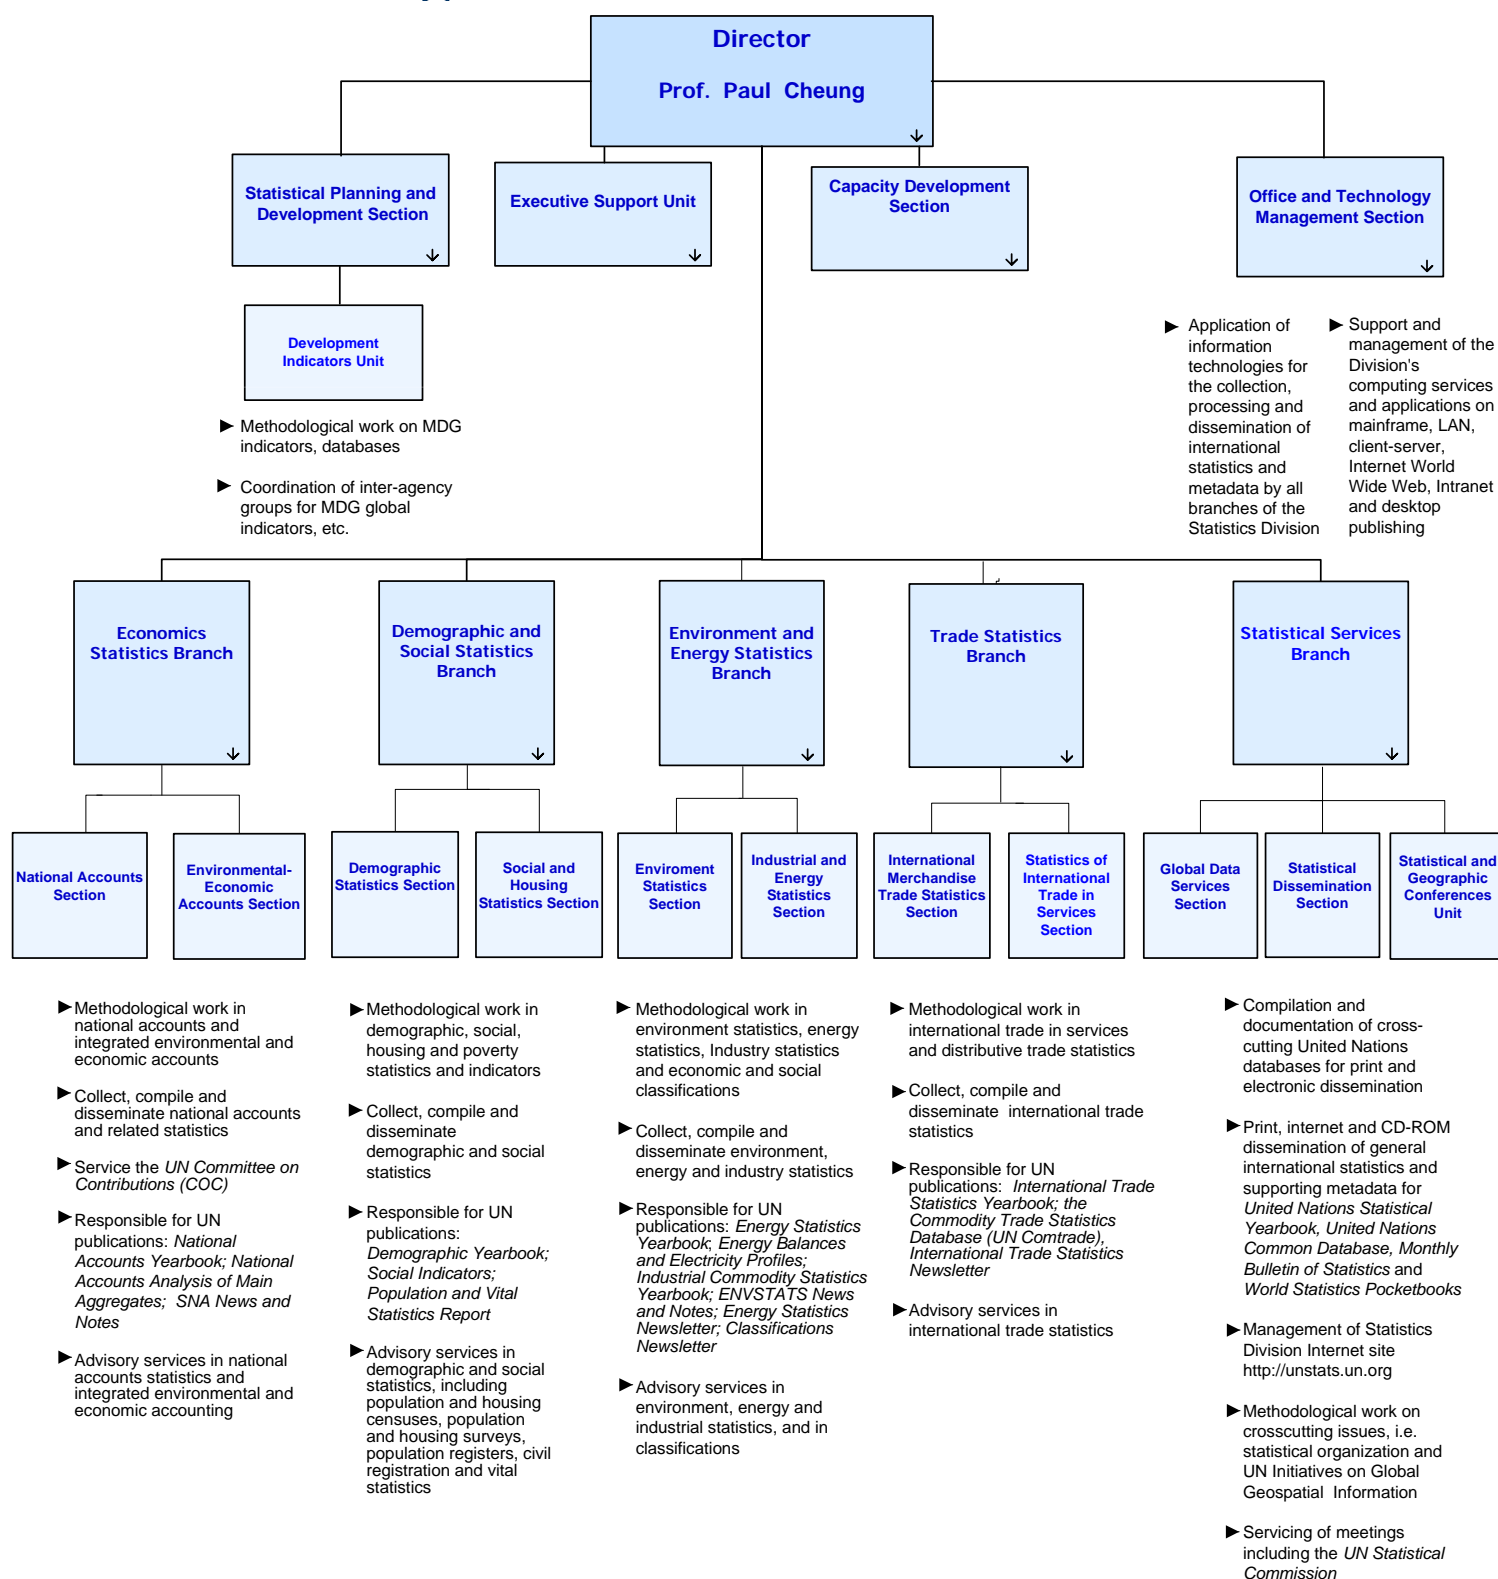 Director
Prof. Paul Cheung
Statistical Planning and
Development Section
Executive Support Unit
Capacity Development
Section
Office and Technology
Management Section
Development
Indicators Unit
► Methodological work on MDG
indicators, databases
► Coordination of inter-agency
groups for MDG global
indicators, etc.
► Application of
information
technologies for
the collection,
processing and
dissemination of
international
statistics and
metadata by all
branches of the
Statistics Division
► Support and
management of the
Division's
computing services
and applications on
mainframe, LAN,
client-server,
Internet World
Wide Web, Intranet
and desktop
publishing
Economics
Statistics Branch
Demographic and
Social Statistics
Branch
Environment and
Energy Statistics
Branch
Trade Statistics
Branch
Statistical Services
Branch
National Accounts
Section
Environmental-
Economic
Accounts Section
Demographic
Statistics Section
Social and
Housing
Statistics Section
Enviroment
Statistics
Section
Industrial and
Energy
Statistics
Section
International
Merchandise
Trade Statistics
Section
Statistics of
International
Trade in
Services
Section
Global Data
Services
Section
Statistical
Dissemination
Section
Statistical and
Geographic
Conferences
Unit
► Methodological work in
national accounts and
integrated environmental and
economic accounts
► Collect, compile and
disseminate national accounts
and related statistics
► Service the UN Committee on
Contributions (COC)
► Responsible for UN
publications: National
Accounts Yearbook; National
Accounts Analysis of Main
Aggregates; SNA News and
Notes
► Advisory services in national
accounts statistics and
integrated environmental and
economic accounting
► Methodological work in
demographic, social,
housing and poverty
statistics and indicators
► Collect, compile and
disseminate
demographic and social
statistics
► Responsible for UN
publications:
Demographic Yearbook;
Social Indicators;
Population and Vital
Statistics Report
► Advisory services in
demographic and social
statistics, including
population and housing
censuses, population
and housing surveys,
population registers, civil
registration and vital
statistics
► Methodological work in
environment statistics, energy
statistics, Industry statistics
and economic and social
classifications
► Collect, compile and
disseminate environment,
energy and industry statistics
► Responsible for UN
publications: Energy Statistics
Yearbook; Energy Balances
and Electricity Profiles;
Industrial Commodity Statistics
Yearbook; ENVSTATS News
and Notes; Energy Statistics
Newsletter; Classifications
Newsletter
► Advisory services in
environment, energy and
industrial statistics, and in
classifications
► Methodological work in
international trade in services
and distributive trade statistics
► Collect, compile and
disseminate international trade
statistics
► Responsible for UN
publications: International Trade
Statistics Yearbook; the
Commodity Trade Statistics
Database (UN Comtrade),
International Trade Statistics
Newsletter
► Advisory services in
international trade statistics
► Compilation and
documentation of cross-
cutting United Nations
databases for print and
electronic dissemination
► Print, internet and CD-ROM
dissemination of general
international statistics and
supporting metadata for
United Nations Statistical
Yearbook, United Nations
Common Database, Monthly
Bulletin of Statistics and
World Statistics Pocketbooks
► Management of Statistics
Division Internet site
http://unstats.un.org
► Methodological work on
crosscutting issues, i.e.
statistical organization and
UN Initiatives on Global
Geospatial Information
► Servicing of meetings
including the UN Statistical
Commission